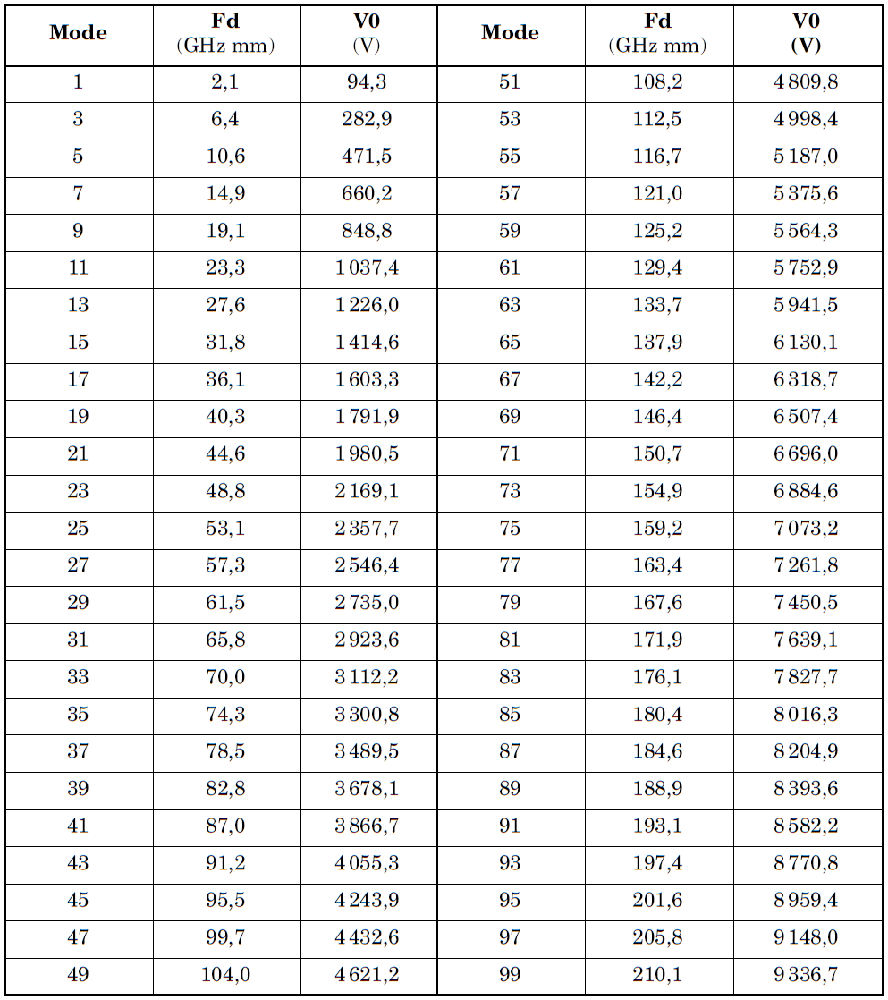 Mode Fd (GHz mm) V0 (V) Mode Fd (GHz mm) V0 (V)
1 2,1 94,3 51 108,2 4 809,8
3 6,4 282,9 53 112,5 4 998,4
5 10,6 471,5 55 116,7 5 187,0
7 14,9 660,2 57 121,0 5 375,6
9 19,1 848,8 59 125,2 5 564,3
11 23,3 1 037,4 61 129,4 5 752,9
13 27,6 1 226,0 63 133,7 5 941,5
15 31,8 1 414,6 65 137,9 6 130,1
17 36,1 1 603,3 67 142,2 6 318,7
19 40,3 1 791,9 69 146,4 6 507,4
21 44,6 1 980,5 71 150,7 6 696,0
23 48,8 2 169,1 73 154,9 6 884,6
25 53,1 2 357,7 75 159,2 7 073,2
27 57,3 2 546,4 77 163,4 7 261,8
29 61,5 2 735,0 79 167,6 7 450,5
31 65,8 2 923,6 81 171,9 7 639,1
33 70,0 3 112,2 83 176,1 7 827,7
35 74,3 3 300,8 85 180,4 8 016,3
37 78,5 3 489,5 87 184,6 8 204,9
39 82,8 3 678,1 89 188,9 8 393,6
41 87,0 3 866,7 91 193,1 8 582,2
43 91,2 4 055,3 93 197,4 8 770,8
45 95,5 4 243,9 95 201,6 8 959,4
47 99,7 4 432,6 97 205,8 9 148,0
49 104,0 4 621,2 99 210,1 9 336,7